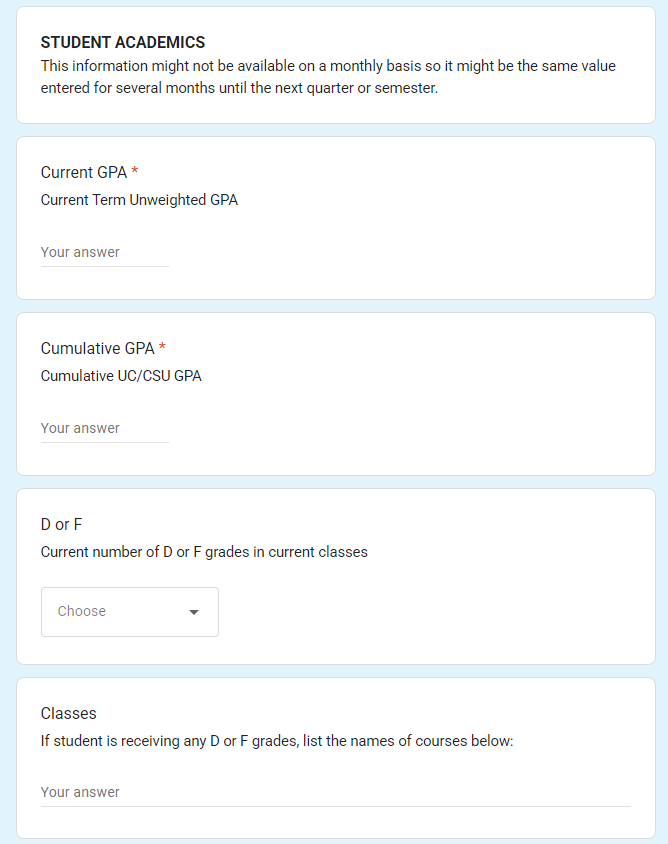 STUDENT ACADEMICS
This information might not be available on a monthly basis so it might be the same value
entered for several months until the next quarter or semester.
Current GPA *
Current Term Unweighted GPA
Your answer
Cumulative GPA *
Cumulative UC/CSU GPA
Your answer
D or F
Current number of D or F grades in current classes
Choose
Classes
If student is receiving any D or F grades, list the names of courses below:
Your answer